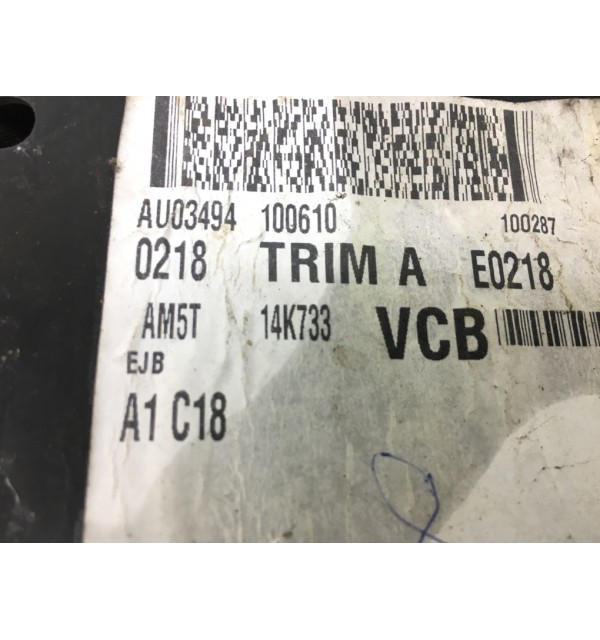 AU03494 100610 100287
0218 TRIM A E0218
AM5T 14K733 VCB
EJB
A1 C18